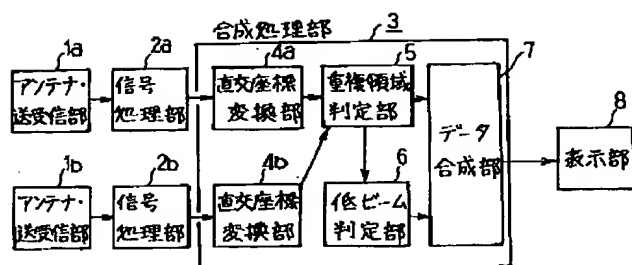 合成処理部 3
1a 2a 4a 5 7
アンテナ・送受信部
信号処理部
直交座標変換部
重複領域判定部
データ合成部
8
表示部
1b 2b 4b 6
アンテナ・送受信部
信号処理部
直交座標変換部
低ビーム判定部